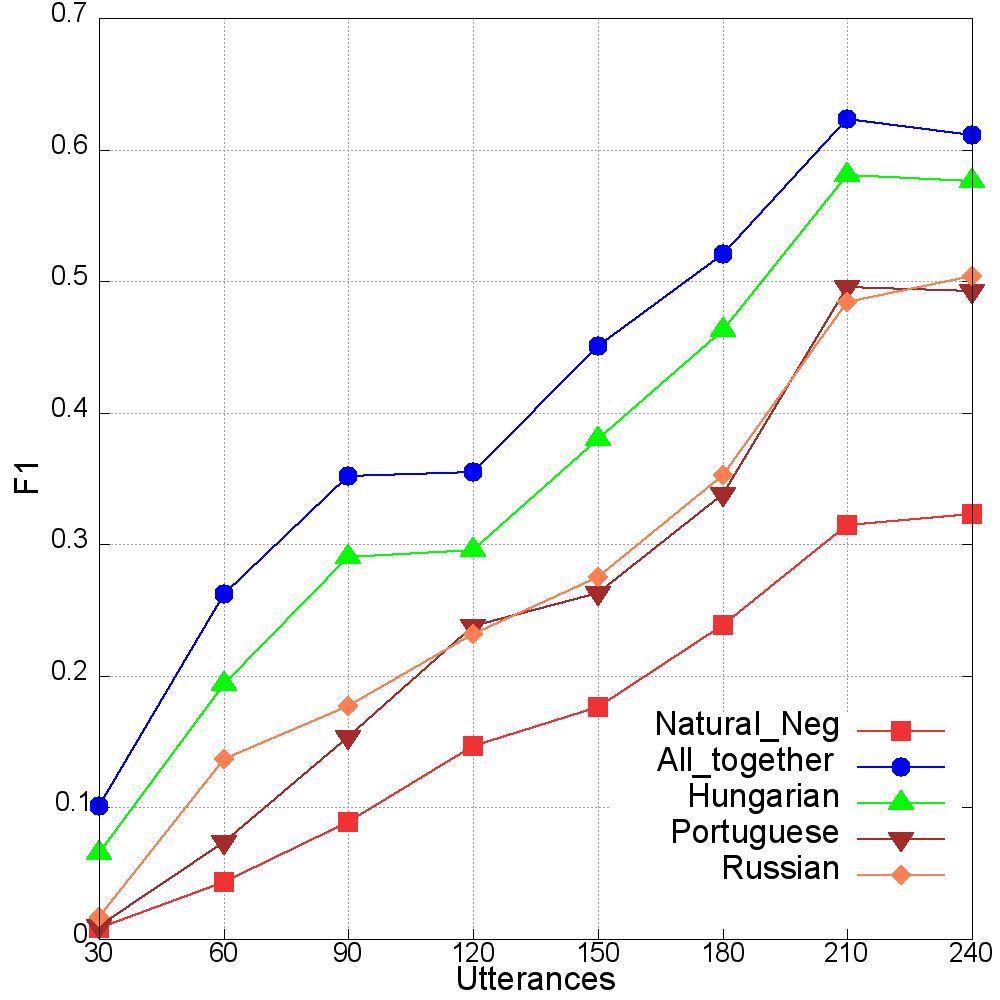 0.7
0.6
0.5
0.4
0.3
0.2
0.1
0
F1
30 60 90 120 150 180 210 240
Utterances
Natural_Neg
All_together
Hungarian
Portuguese
Russian